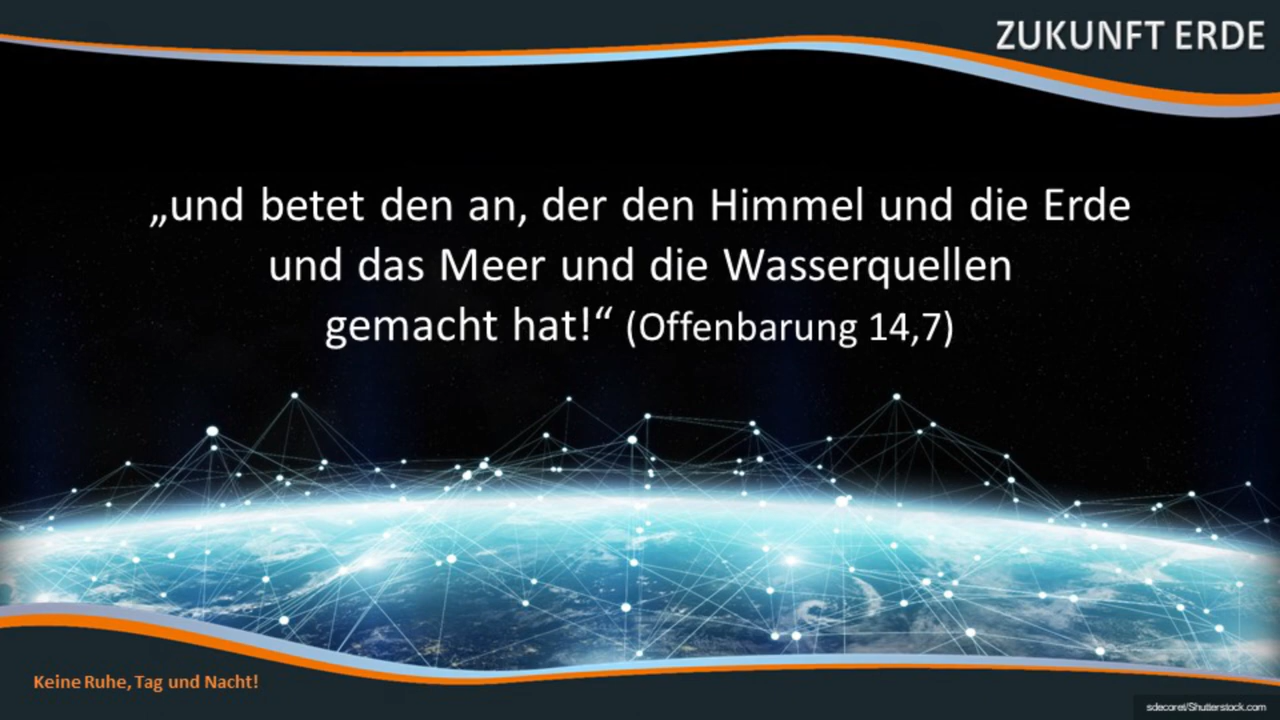 ZUKUNFT ERDE
„und betet den an, der den Himmel und die Erde
und das Meer und die Wasserquellen
gemacht hat!“ (Offenbarung 14,7)
Keine Ruhe, Tag und Nacht!
sdecoret/Shutterstock.com